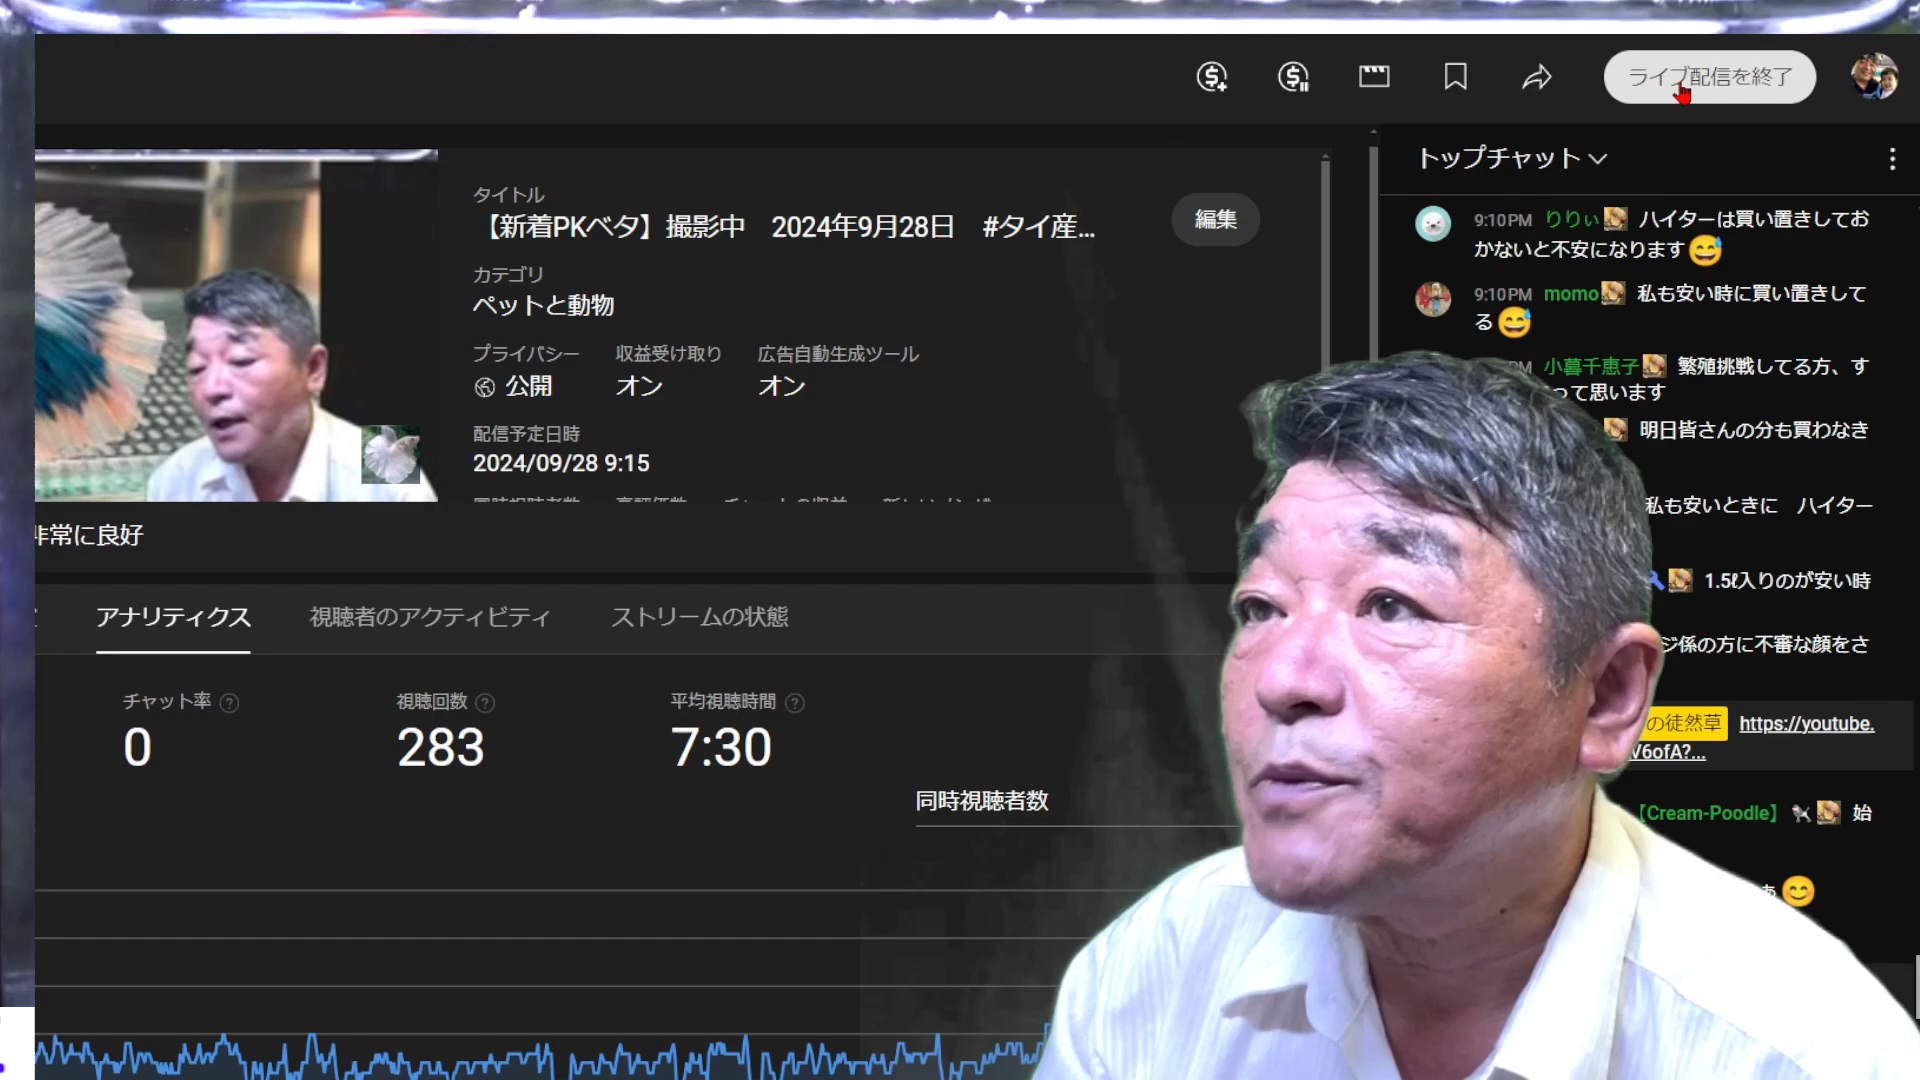 ライブ配信を終了
タイトル
【新着PKベタ】撮影中　2024年9月28日　#タイ産...
編集
カテゴリ
ペットと動物
プライバシー 収益受け取り 広告自動生成ツール
公開 オン オン
配信予定日時
2024/09/28 9:15
非常に良好
アナリティクス 視聴者のアクティビティ ストリームの状態
チャット率 視聴回数 平均視聴時間
0 283 7:30
同時視聴者数
トップチャット
9:10 PM りりぃ ハイターは買い置きしてお
かないと不安になります
9:10 PM momo 私も安い時に買い置きして
る
小暮千恵子 繁殖挑戦してる方、す
って思います
明日皆さんの分も買わなき
私も安いときに　ハイター
1.5ℓ入りのが安い時
ジ係の方に不審な顔をさ
の徒然草 https://youtube.
V6ofA?...
【Cream-Poodle】 始